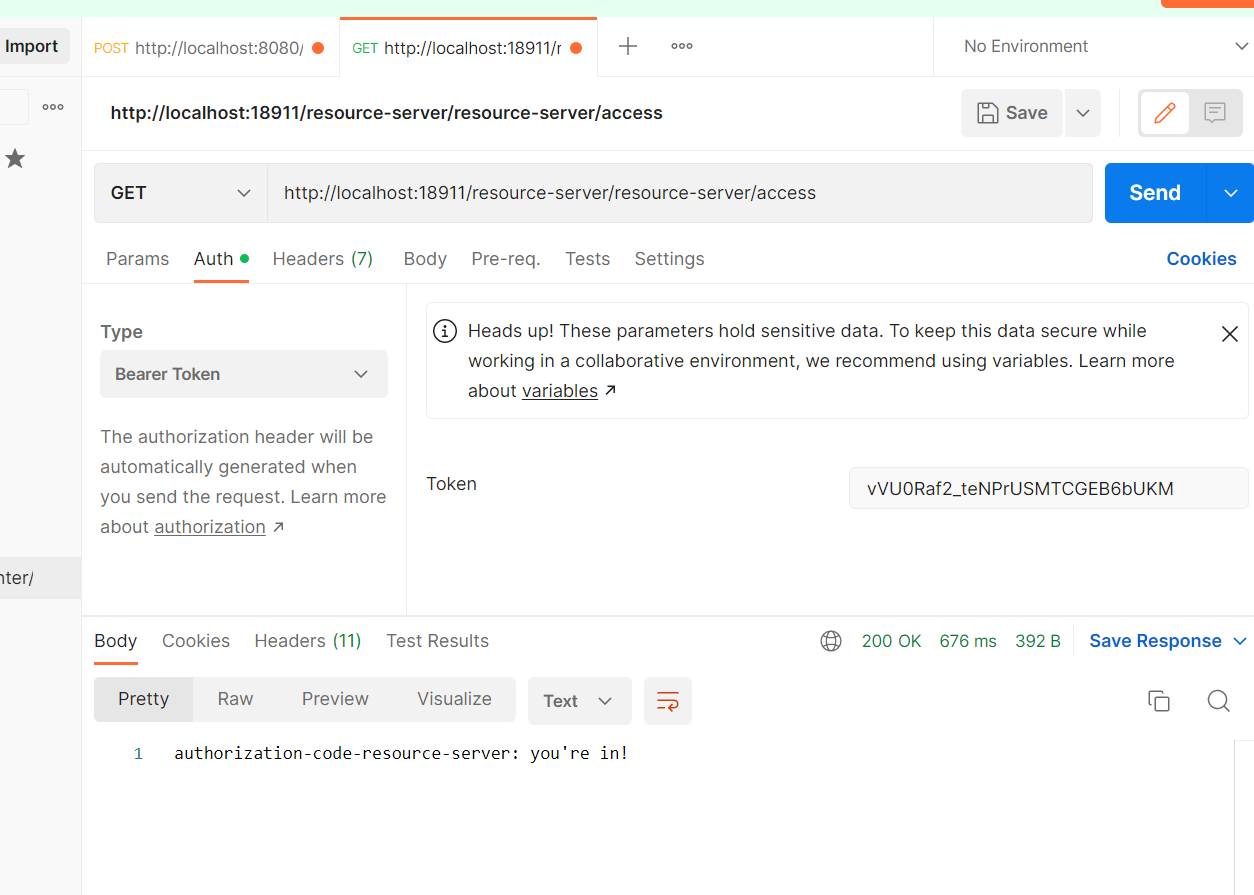 Import
POST http://localhost:8080/
GET http://localhost:18911/r
No Environment
http://localhost:18911/resource-server/resource-server/access
Save
GET
http://localhost:18911/resource-server/resource-server/access
Send
Params
Auth
Headers (7)
Body
Pre-req.
Tests
Settings
Cookies
Type
Bearer Token
The authorization header will be
automatically generated when
you send the request. Learn more
about authorization ↗
Heads up! These parameters hold sensitive data. To keep this data secure while
working in a collaborative environment, we recommend using variables. Learn more
about variables ↗
Token
vVU0Raf2_teNPrUSMTCGEB6bUKM
nter/
Body
Cookies
Headers (11)
Test Results
200 OK
676 ms
392 B
Save Response
Pretty
Raw
Preview
Visualize
Text
1
authorization-code-resource-server: you're in!